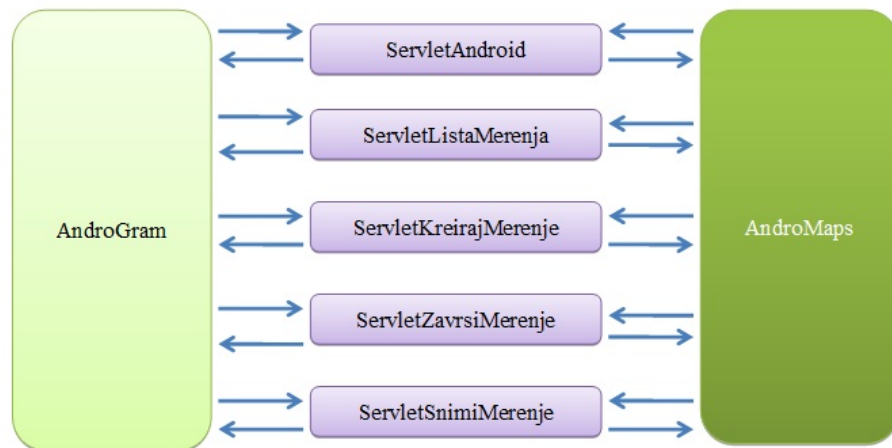 AndroGram
ServletAndroid
ServletListaMerenja
ServletKreirajMerenje
ServletZavrsiMerenje
ServletSnimiMerenje
AndroMaps